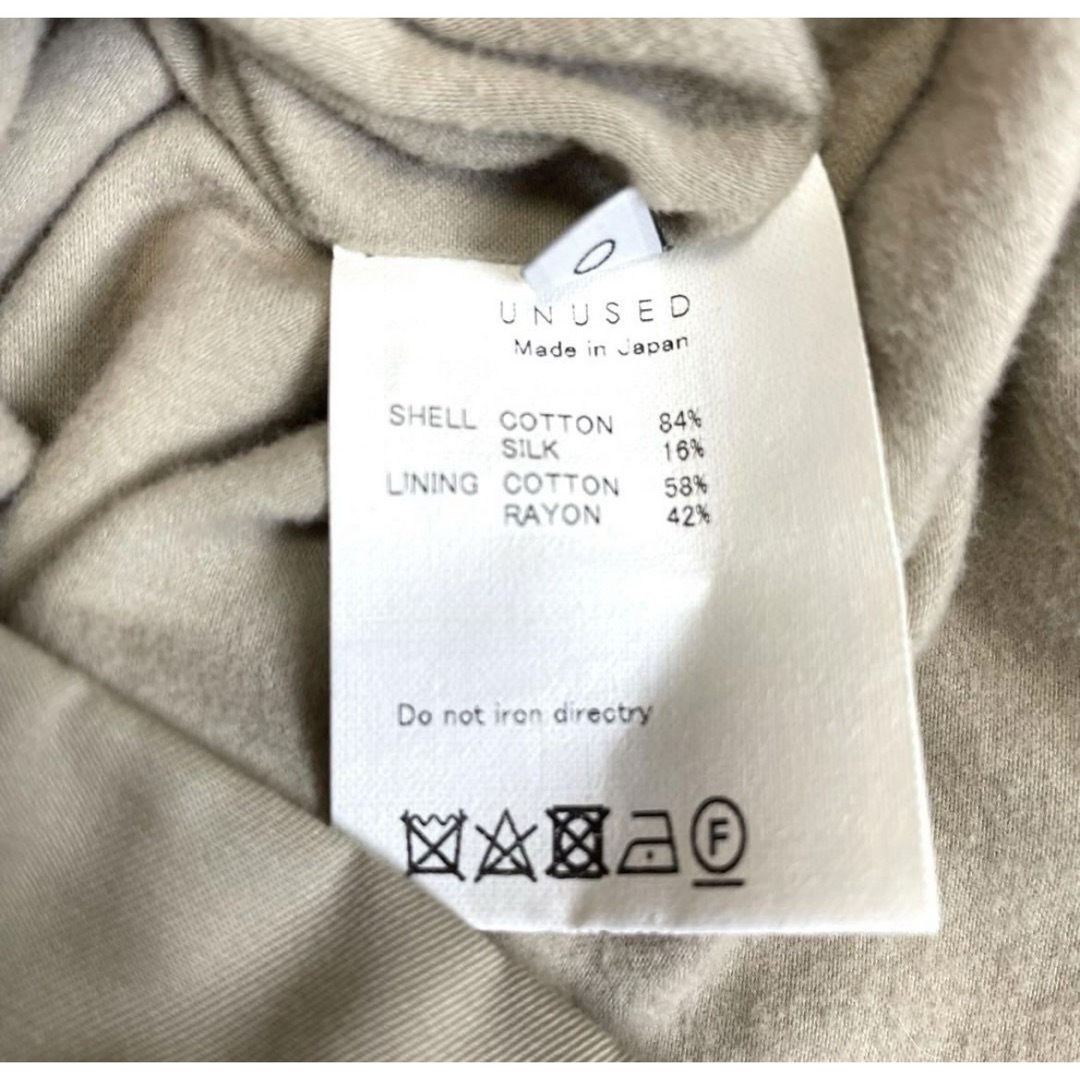 0
UNUSED
Made in Japan
SHELL COTTON 84%
SILK 16%
LINING COTTON 58%
RAYON 42%
Do not iron directry
F